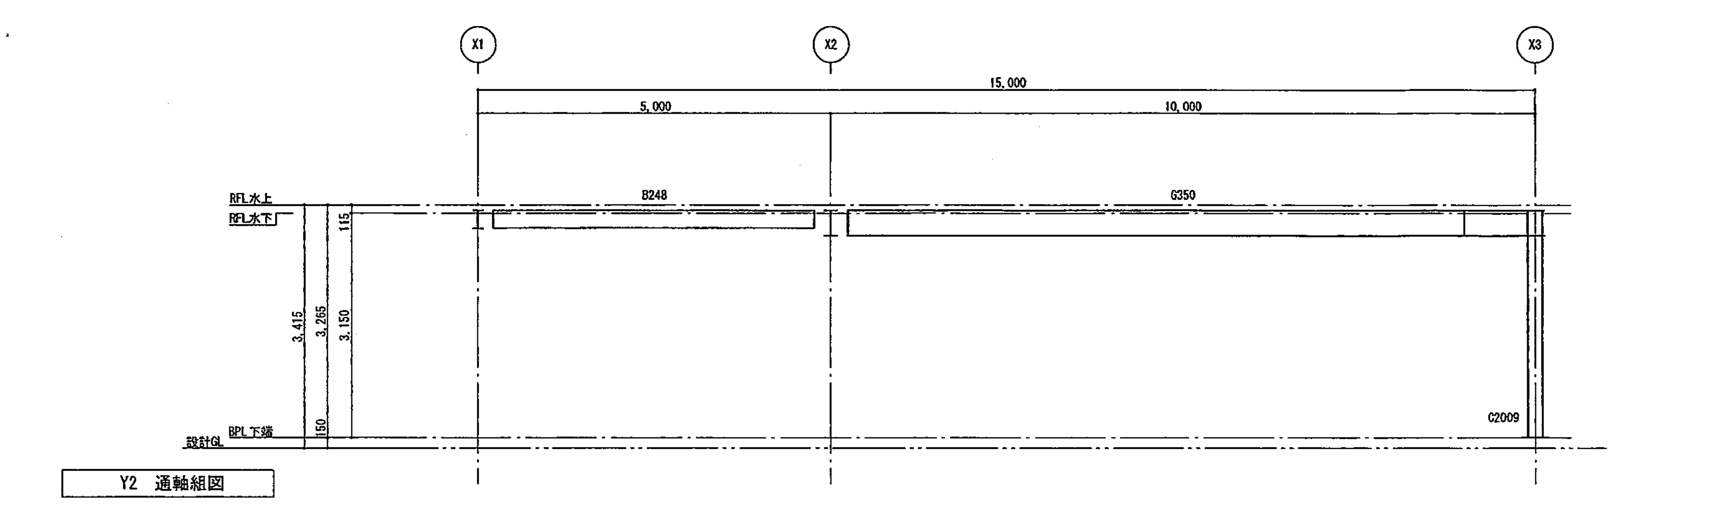 X1
X2
X3
15,000
5,000
10,000
B248
G350
RFL水上
RFL水下
115
3,415
3,265
3,150
150
BPL下端
設計GL
C2009
Y2 通軸組図